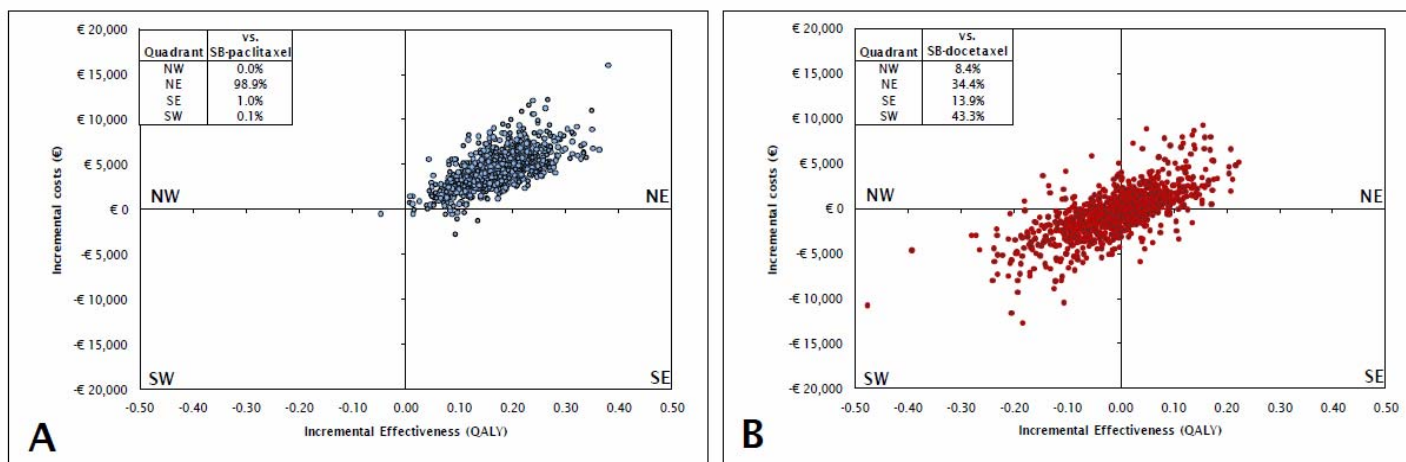 € 20,000
€ 15,000
€ 10,000
€ 5,000
€ 0
-€ 5,000
-€ 10,000
-€ 15,000
-€ 20,000
Incremental costs (€)
vs.
Quadrant SB-paclitaxel
NW 0.0%
NE 98.9%
SE 1.0%
SW 0.1%
NW
NE
SW
SE
-0.50 -0.40 -0.30 -0.20 -0.10 0.00 0.10 0.20 0.30 0.40 0.50
Incremental Effectiveness (QALY)
A
€ 20,000
€ 15,000
€ 10,000
€ 5,000
€ 0
-€ 5,000
-€ 10,000
-€ 15,000
-€ 20,000
Incremental costs (€)
vs.
Quadrant SB-docetaxel
NW 8.4%
NE 34.4%
SE 13.9%
SW 43.3%
NW
NE
SW
SE
-0.50 -0.40 -0.30 -0.20 -0.10 0.00 0.10 0.20 0.30 0.40 0.50
Incremental Effectiveness (QALY)
B